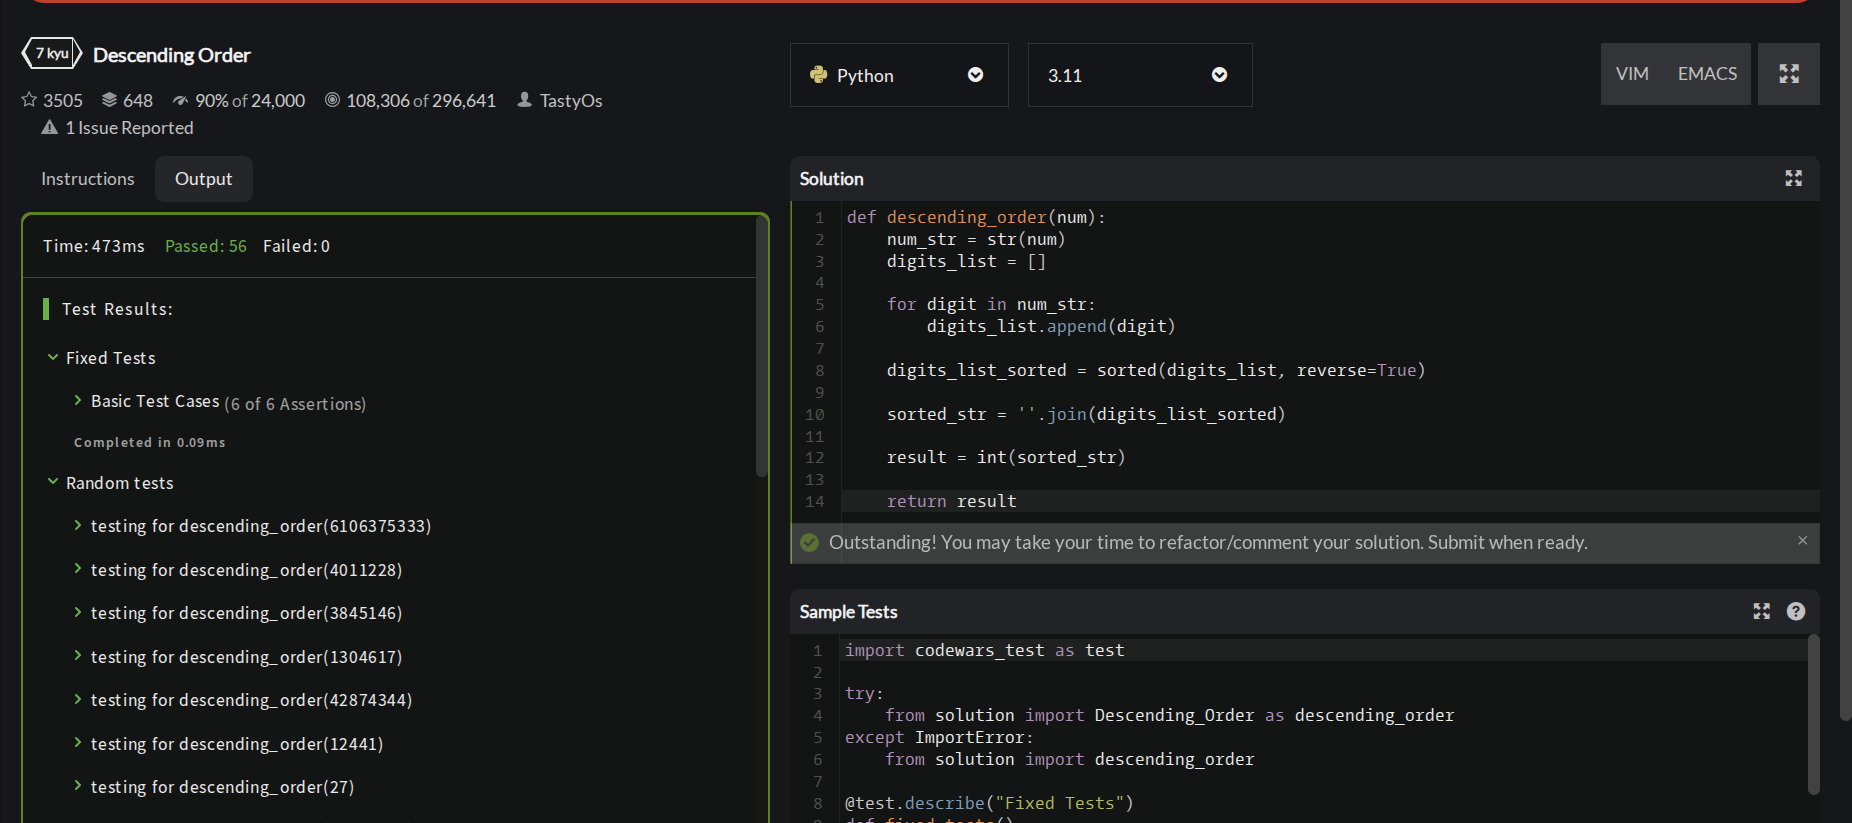 7 kyu Descending Order
3505 648 90% of 24,000 108,306 of 296,641 TastyOs
1 Issue Reported
Instructions Output
Time: 473ms Passed: 56 Failed: 0
Test Results:
Fixed Tests
Basic Test Cases (6 of 6 Assertions)
Completed in 0.09ms
Random tests
testing for descending_order(6106375333)
testing for descending_order(4011228)
testing for descending_order(3845146)
testing for descending_order(1304617)
testing for descending_order(42874344)
testing for descending_order(12441)
testing for descending_order(27)
Python 3.11 VIM EMACS
Solution
1 def descending_order(num):
2     num_str = str(num)
3     digits_list = []
4
5     for digit in num_str:
6         digits_list.append(digit)
7
8     digits_list_sorted = sorted(digits_list, reverse=True)
9
10     sorted_str = ''.join(digits_list_sorted)
11
12     result = int(sorted_str)
13
14     return result
Outstanding! You may take your time to refactor/comment your solution. Submit when ready.
Sample Tests
1 import codewars_test as test
2
3 try:
4     from solution import Descending_Order as descending_order
5 except ImportError:
6     from solution import descending_order
7
8 @test.describe("Fixed Tests")